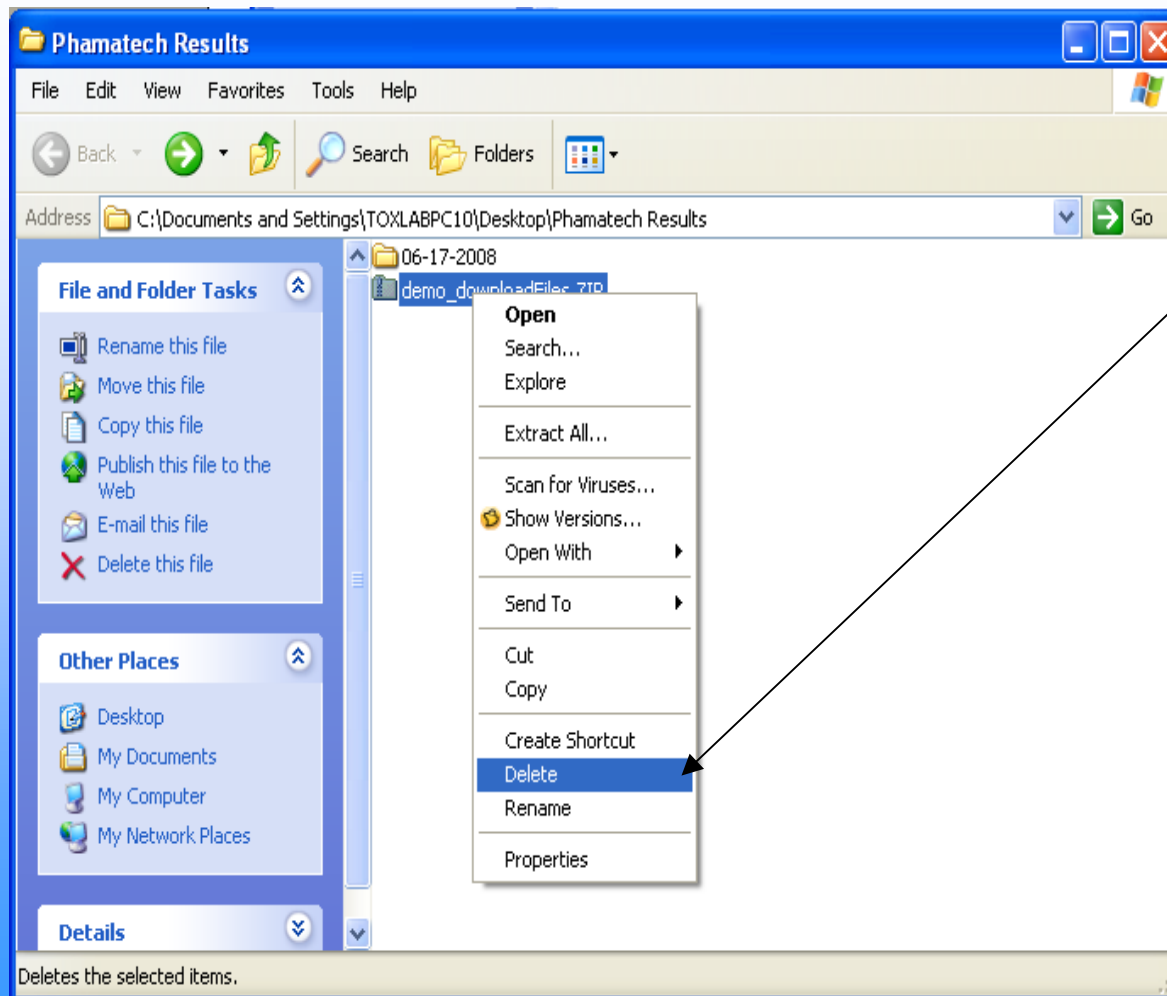 Phamatech Results
File Edit View Favorites Tools Help
Back Search Folders
Address C:\Documents and Settings\TOXLABPC10\Desktop\Phamatech Results Go
File and Folder Tasks
Rename this file
Move this file
Copy this file
Publish this file to the
Web
E-mail this file
Delete this file
Other Places
Desktop
My Documents
My Computer
My Network Places
Details
06-17-2008
demo_downloadFiles.ZIP
Open
Search...
Explore
Extract All...
Scan for Viruses...
Show Versions...
Open With
Send To
Cut
Copy
Create Shortcut
Delete
Rename
Properties
Deletes the selected items.